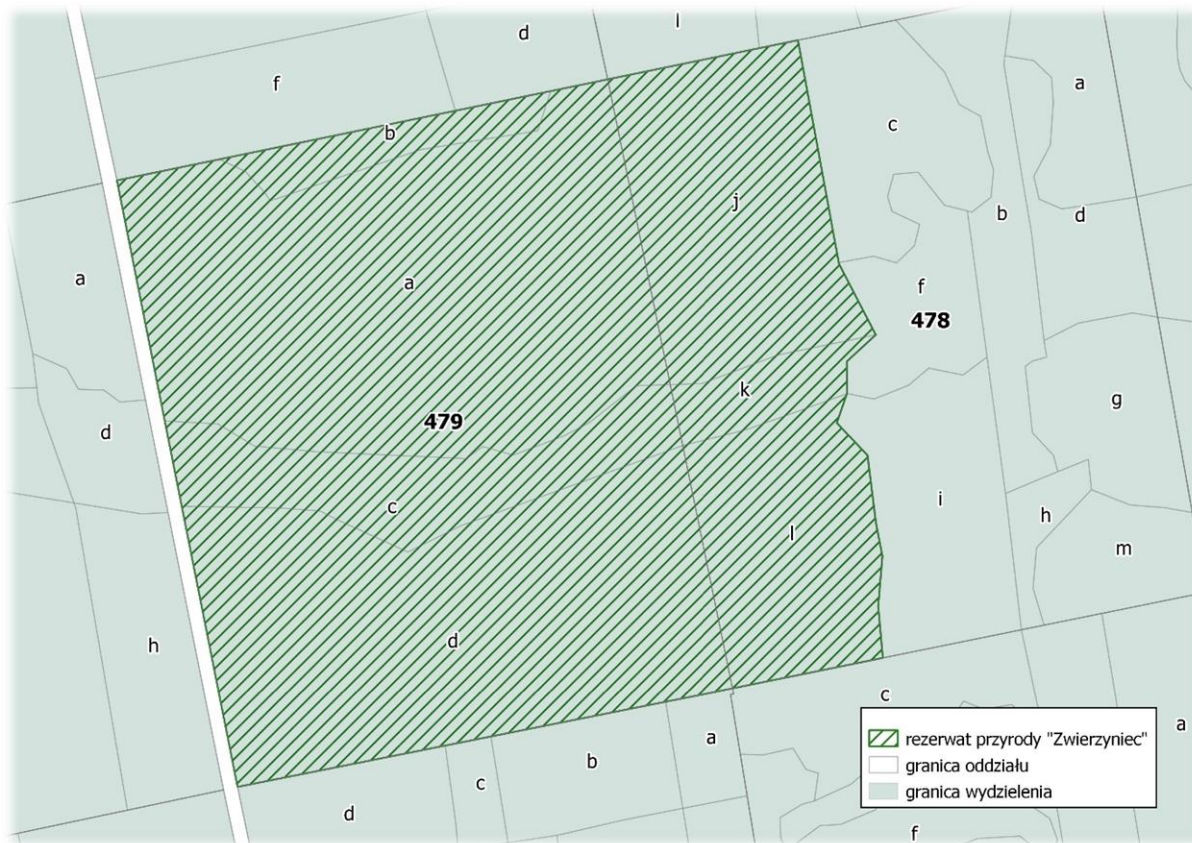 d
l
f
a
c
b
j
b
d
a
a
f
478
k
g
479
d
c
i
h
l
m
d
h
c
a
a
b
c
d
f
rezerwat przyrody "Zwierzyniec"
granica oddziału
granica wydzielenia